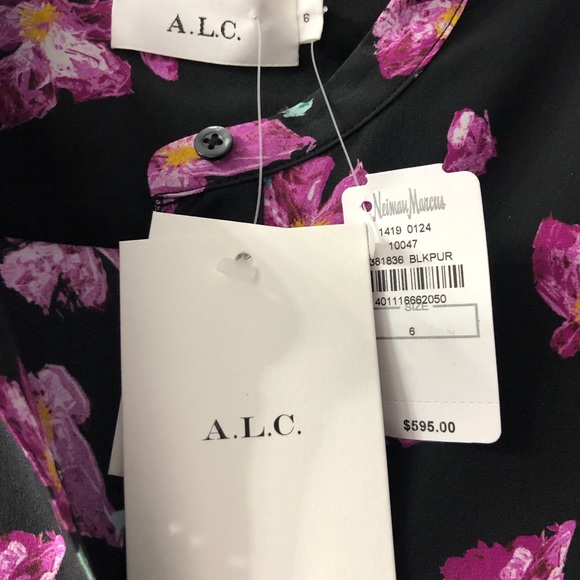 A.L.C.
6
Neiman Marcus
1419 0124
10047
381836 BLKPUR
401116662050
SIZE
6
$595.00
A.L.C.